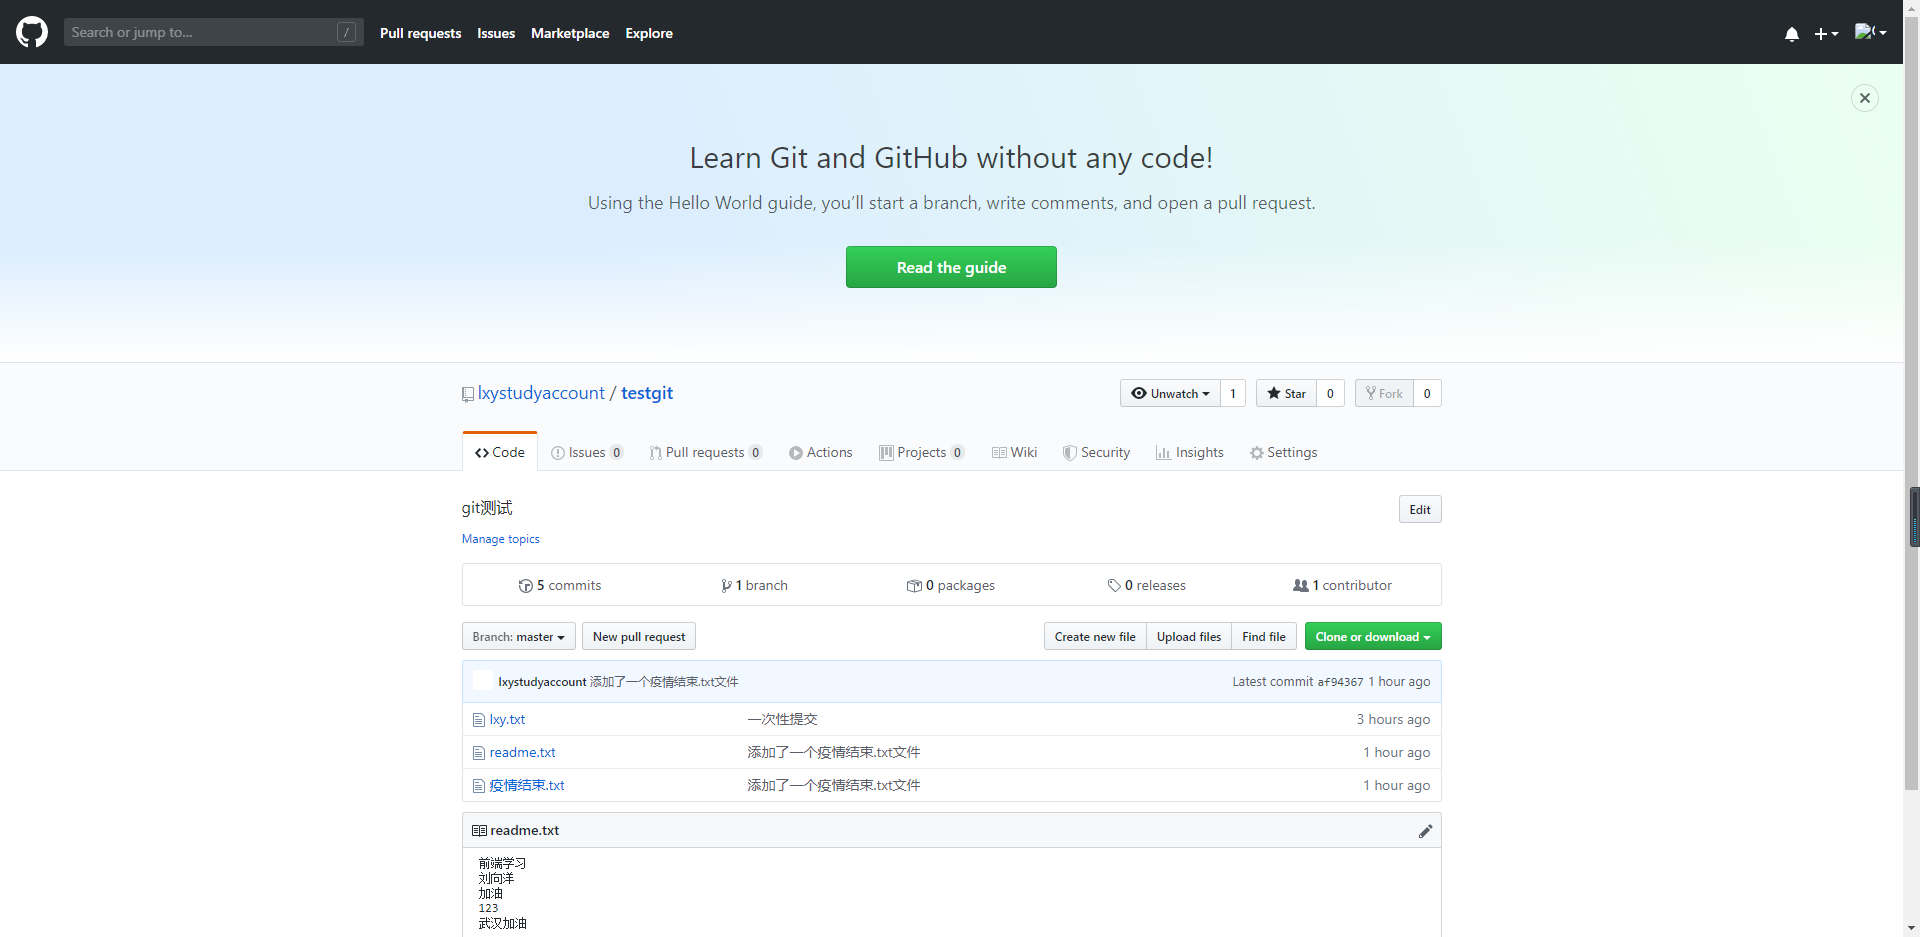 Search or jump to... / Pull requests Issues Marketplace Explore
Learn Git and GitHub without any code!
Using the Hello World guide, you’ll start a branch, write comments, and open a pull request.
Read the guide
lxystudyaccount / testgit Unwatch 1 Star 0 Fork 0
Code Issues 0 Pull requests 0 Actions Projects 0 Wiki Security Insights Settings
git测试 Edit
Manage topics
5 commits 1 branch 0 packages 0 releases 1 contributor
Branch: master New pull request Create new file Upload files Find file Clone or download
lxystudyaccount 添加了一个疫情结束.txt文件 Latest commit af94367 1 hour ago
lxy.txt 一次性提交 3 hours ago
readme.txt 添加了一个疫情结束.txt文件 1 hour ago
疫情结束.txt 添加了一个疫情结束.txt文件 1 hour ago
readme.txt
前端学习
刘向洋
加油
123
武汉加油